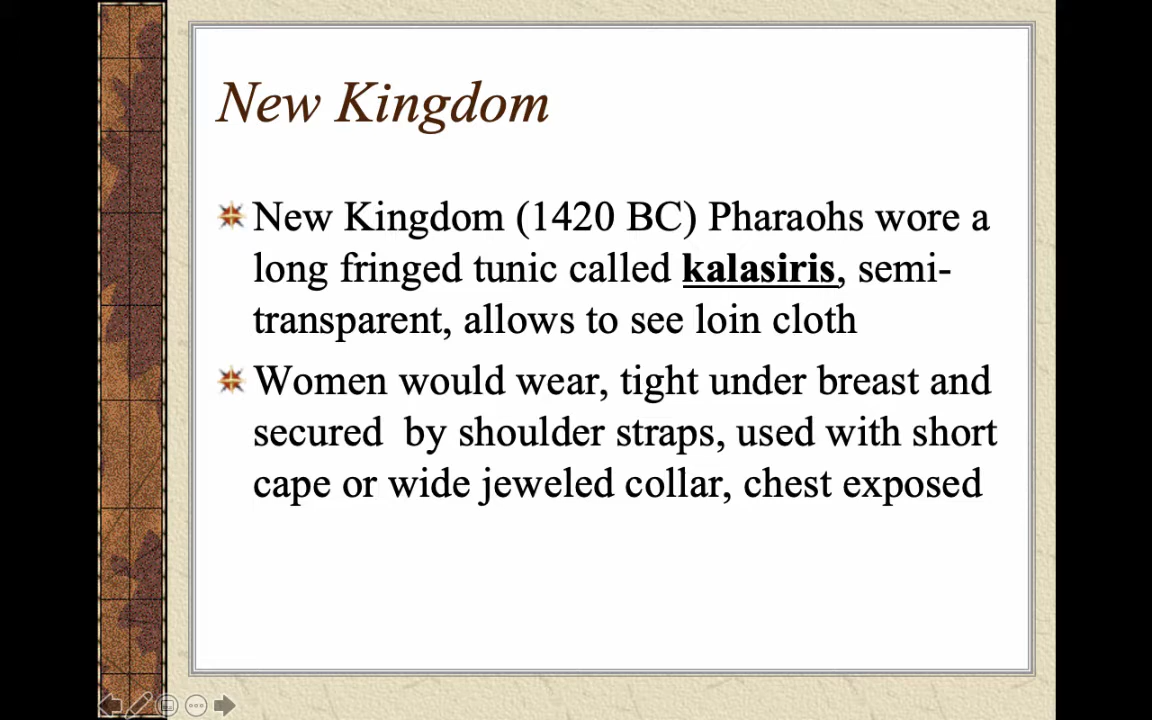 New Kingdom
New Kingdom (1420 BC) Pharaohs wore a
long fringed tunic called kalasiris, semi-
transparent, allows to see loin cloth
Women would wear, tight under breast and
secured  by shoulder straps, used with short
cape or wide jeweled collar, chest exposed